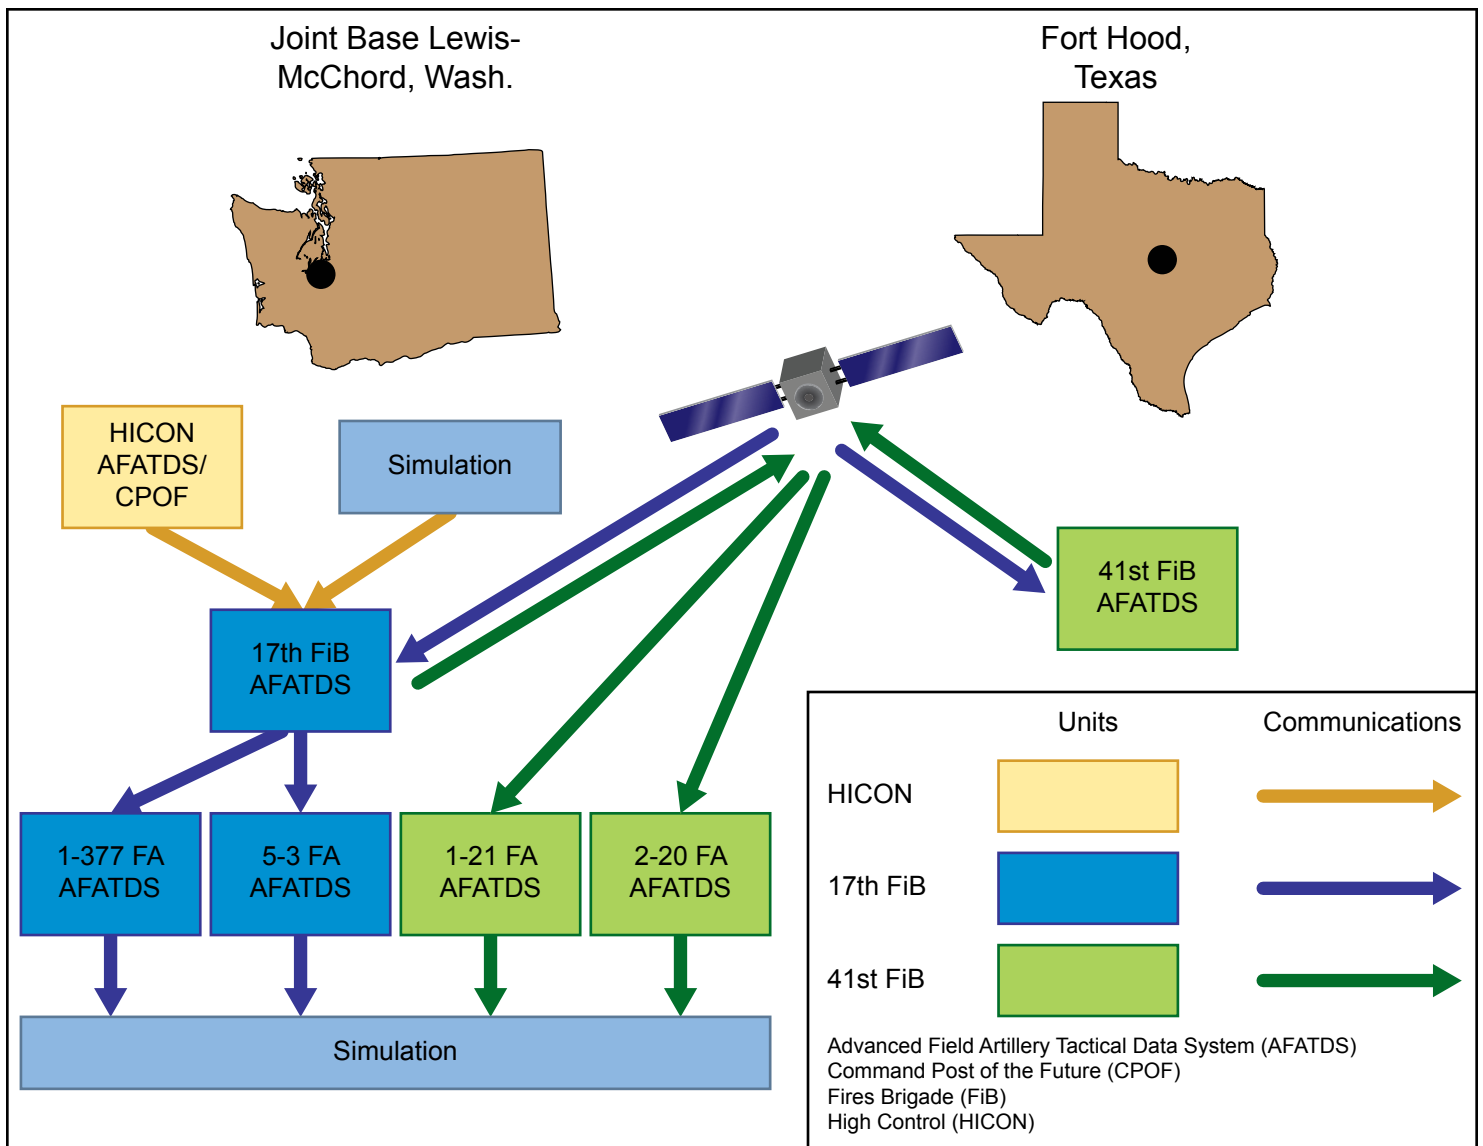 Joint Base Lewis-
McChord, Wash.
Fort Hood,
Texas
HICON
AFATDS/
CPOF
Simulation
17th FiB
AFATDS
41st FiB
AFATDS
1-377 FA
AFATDS
5-3 FA
AFATDS
1-21 FA
AFATDS
2-20 FA
AFATDS
Simulation
Units
Communications
HICON
17th FiB
41st FiB
Advanced Field Artillery Tactical Data System (AFATDS)
Command Post of the Future (CPOF)
Fires Brigade (FiB)
High Control (HICON)